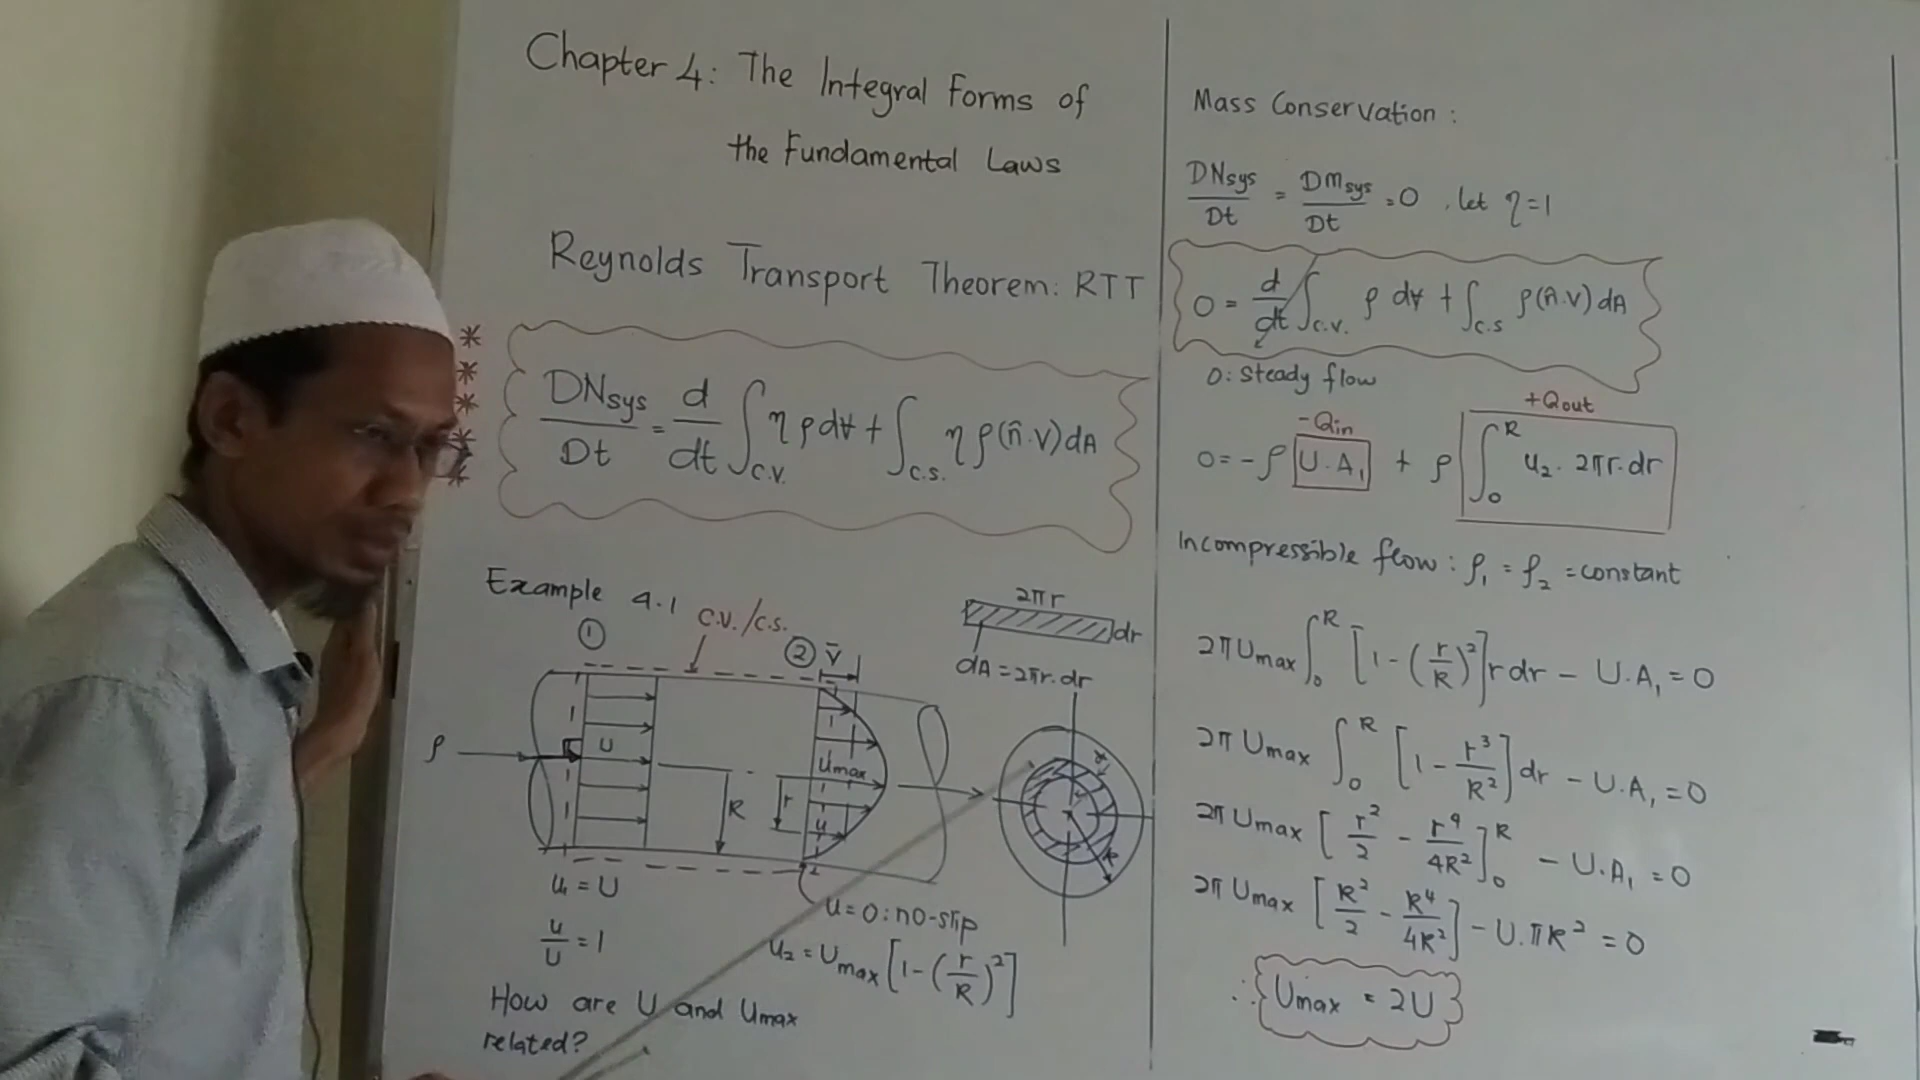 Chapter 4: The Integral Forms of
the Fundamental Laws
Reynolds Transport Theorem: RTT
*
*
*
*
*
DNsys/Dt = d/dt ∫c.v. η ρ d∀ + ∫c.s. η ρ(n̂.V)dA
Example 4.1
C.V./C.S.
① ② V̄
2πr
dr
dA = 2πr.dr
ρ
U
R
r
Umax
u
r
R
u₁ = U
u/U = 1
u = 0 : no-slip
u₂ = Umax [1 - (r/R)²]
How are U and Umax
related?
Mass Conservation :
DNsys/Dt = DMsys/Dt = 0 , let η = 1
0 = d/dt ∫c.v. ρ d∀ + ∫c.s ρ(n̂.V) dA
0 : Steady flow
-Qin
+Qout
0 = - ρ U.A₁ + ρ ∫₀ᴿ u₂. 2πr.dr
Incompressible flow : ρ₁ = ρ₂ = constant
2π Umax ∫₀ᴿ [1 - (r/R)²] r dr - U.A₁ = 0
2π Umax ∫₀ᴿ [1 - r³/R²] dr - U.A₁ = 0
2π Umax [r²/2 - r⁴/4R²]₀ᴿ - U.A₁ = 0
2π Umax [R²/2 - R⁴/4R²] - U.πR² = 0
∴ Umax = 2U